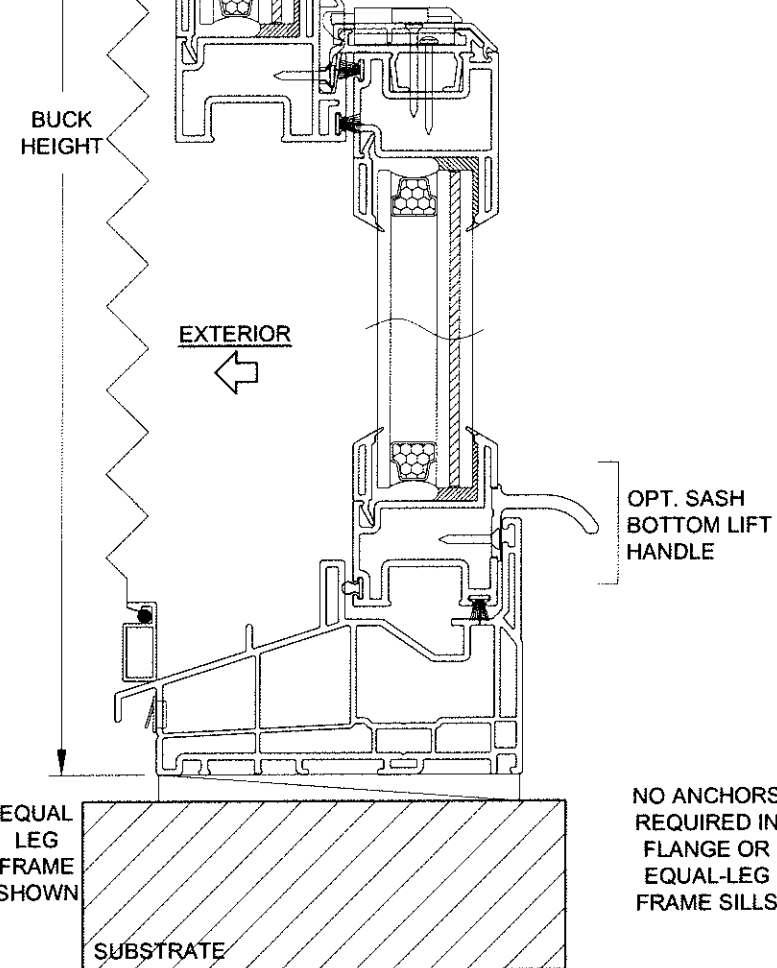 BUCK
HEIGHT
EXTERIOR
OPT. SASH
BOTTOM LIFT
HANDLE
EQUAL
LEG
FRAME
SHOWN
NO ANCHORS
REQUIRED IN
FLANGE OR
EQUAL-LEG
FRAME SILLS
SUBSTRATE